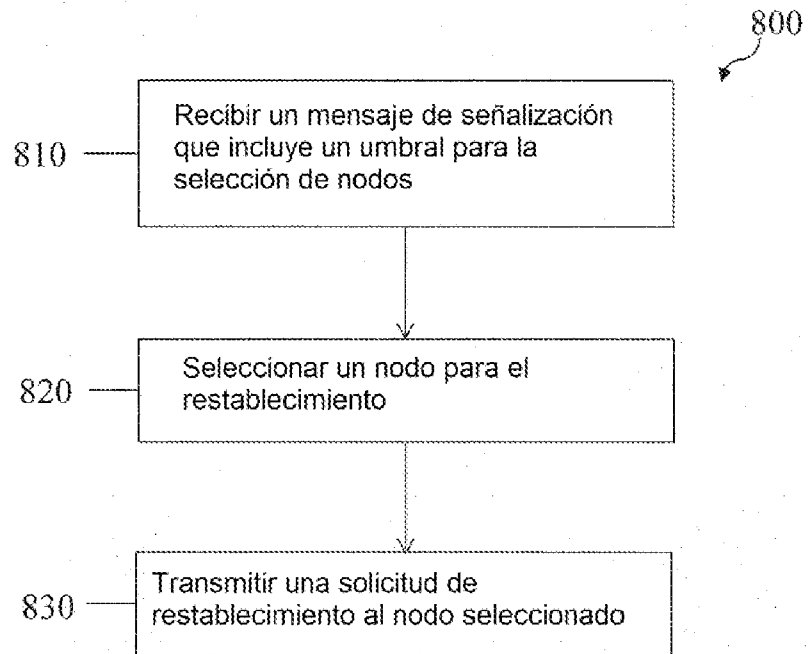 800
810
Recibir un mensaje de señalización
que incluye un umbral para la
selección de nodos
820
Seleccionar un nodo para el
restablecimiento
830
Transmitir una solicitud de
restablecimiento al nodo seleccionado